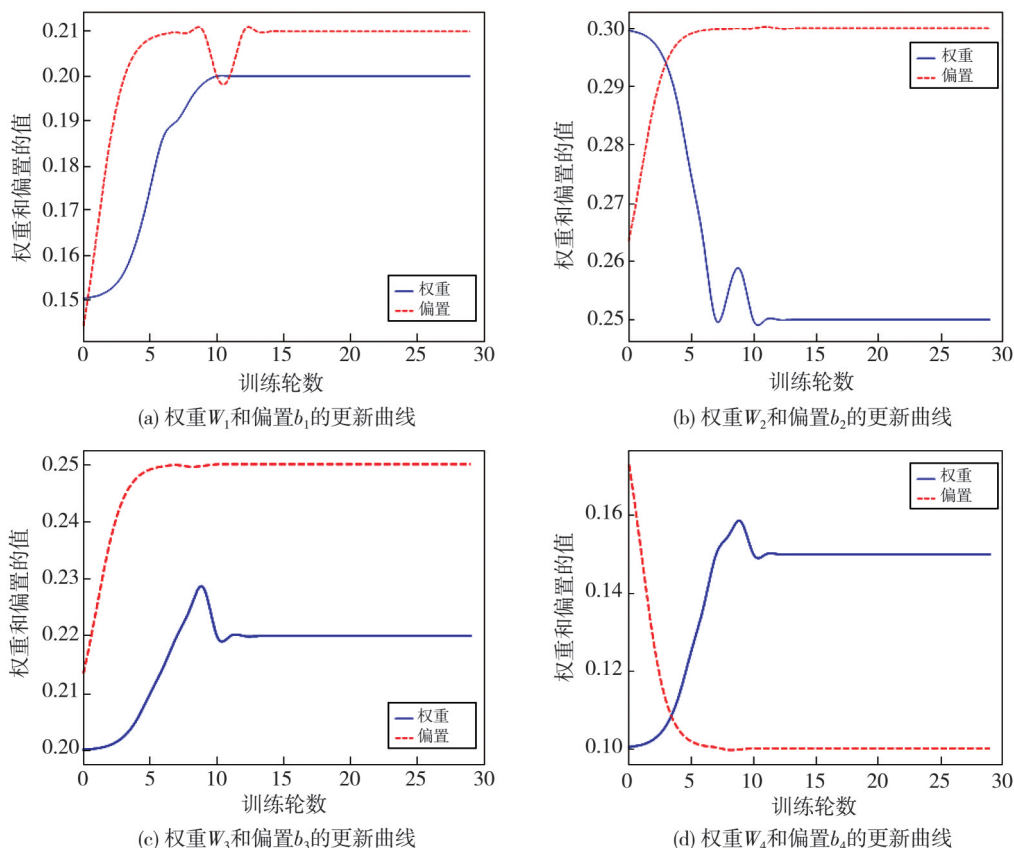 权重和偏置的值
0.21
0.20
0.19
0.18
0.17
0.16
0.15
权重
偏置
0 5 10 15 20 25 30
训练轮数
(a) 权重W₁和偏置b₁的更新曲线
权重和偏置的值
0.30
0.29
0.28
0.27
0.26
0.25
权重
偏置
0 5 10 15 20 25 30
训练轮数
(b) 权重W₂和偏置b₂的更新曲线
权重和偏置的值
0.25
0.24
0.23
0.22
0.21
0.20
权重
偏置
0 5 10 15 20 25 30
训练轮数
(c) 权重W₃和偏置b₃的更新曲线
权重和偏置的值
0.16
0.14
0.12
0.10
权重
偏置
0 5 10 15 20 25 30
训练轮数
(d) 权重W₄和偏置b₄的更新曲线